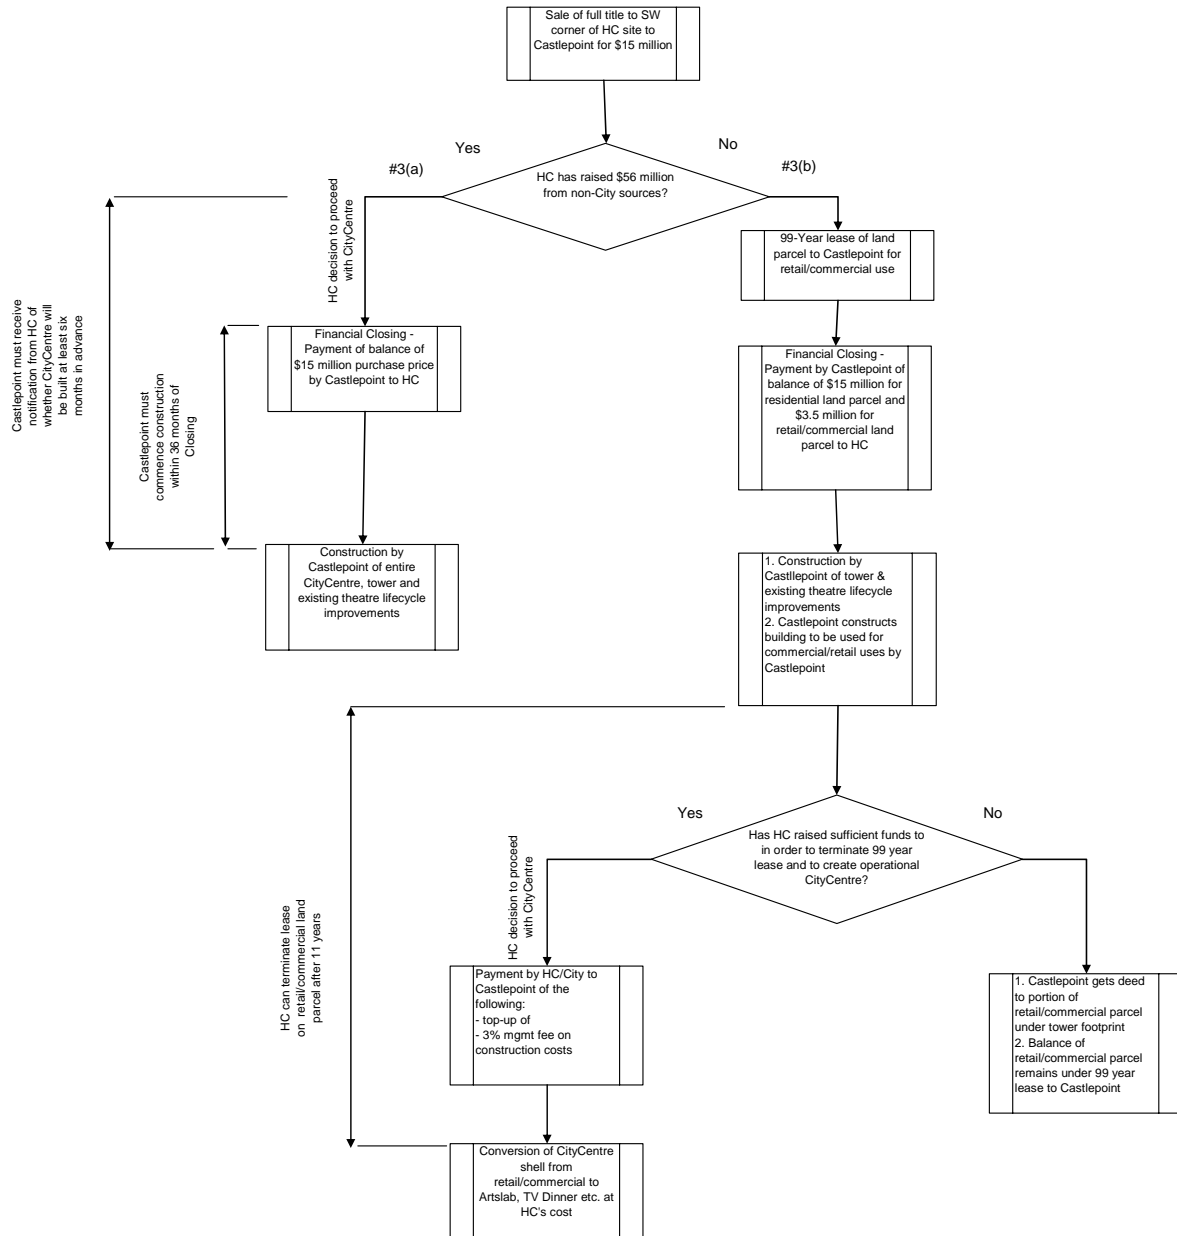 Sale of full title to SW
corner of HC site to
Castlepoint for $15 million
Yes
No
#3(a)
#3(b)
HC has raised $56 million
from non-City sources?
HC decision to proceed
with CityCentre
99-Year lease of land
parcel to Castlepoint for
retail/commercial use
Castlepoint must receive
notification from HC of
whether CityCentre will
be built at least six
months in advance
Castlepoint must
commence construction
within 36 months of
Closing
Financial Closing -
Payment of balance of
$15 million purchase price
by Castlepoint to HC
Financial Closing -
Payment by Castlepoint of
balance of $15 million for
residential land parcel and
$3.5 million for
retail/commercial land
parcel to HC
Construction by
Castlepoint of entire
CityCentre, tower and
existing theatre lifecycle
improvements
1. Construction by
Castllepoint of tower &
existing theatre lifecycle
improvements
2. Castlepoint constructs
building to be used for
commercial/retail uses by
Castlepoint
Yes
No
Has HC raised sufficient funds to
in order to terminate 99 year
lease and to create operational
CityCentre?
HC decision to proceed
with CityCentre
HC can terminate lease
on  retail/commercial land
parcel after 11 years
Payment by HC/City to
Castlepoint of the
following:
- top-up of
- 3% mgmt fee on
construction costs
1. Castlepoint gets deed
to portion of
retail/commercial parcel
under tower footprint
2. Balance of
retail/commercial parcel
remains under 99 year
lease to Castlepoint
Conversion of CityCentre
shell from
retail/commercial to
Artslab, TV Dinner etc. at
HC's cost